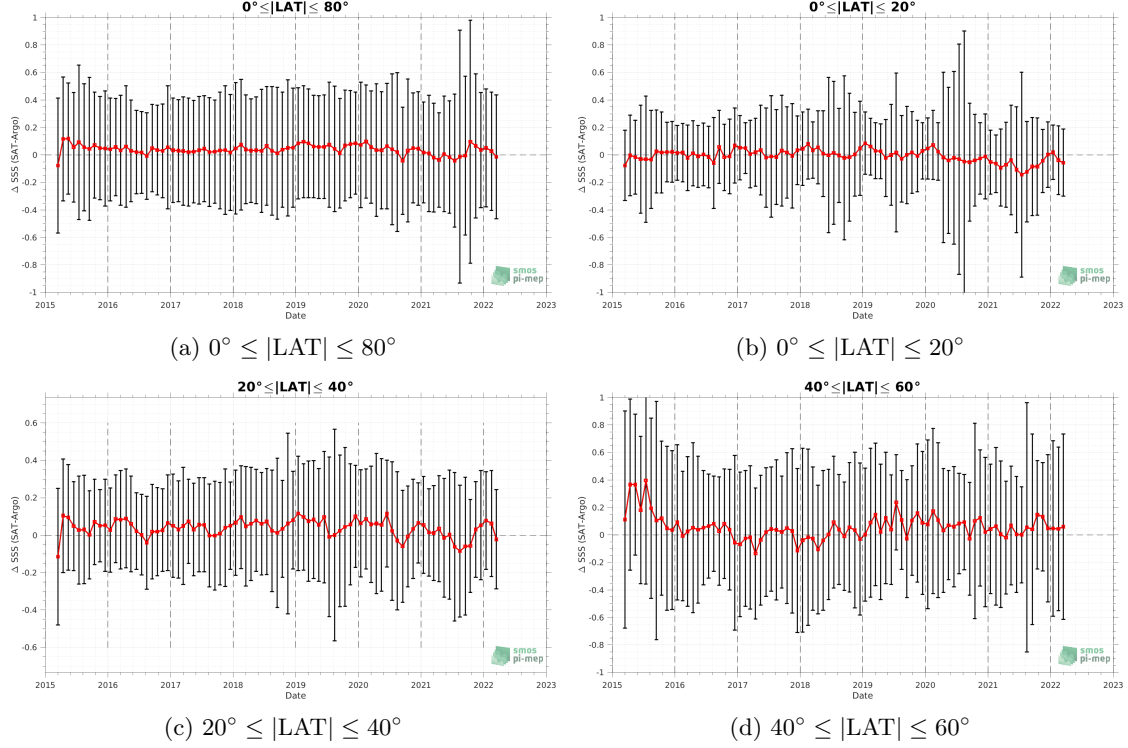 0°≤|LAT|≤ 80°
Δ SSS (SAT-Argo)
1
0.8
0.6
0.4
0.2
0
-0.2
-0.4
-0.6
-0.8
-1
smos
pi-mep
2015 2016 2017 2018 2019 2020 2021 2022 2023
Date
(a) 0° ≤ |LAT| ≤ 80°
0°≤|LAT|≤ 20°
Δ SSS (SAT-Argo)
1
0.8
0.6
0.4
0.2
0
-0.2
-0.4
-0.6
-0.8
-1
smos
pi-mep
2015 2016 2017 2018 2019 2020 2021 2022 2023
Date
(b) 0° ≤ |LAT| ≤ 20°
20°≤|LAT|≤ 40°
Δ SSS (SAT-Argo)
0.6
0.4
0.2
0
-0.2
-0.4
-0.6
smos
pi-mep
2015 2016 2017 2018 2019 2020 2021 2022 2023
Date
(c) 20° ≤ |LAT| ≤ 40°
40°≤|LAT|≤ 60°
Δ SSS (SAT-Argo)
1
0.8
0.6
0.4
0.2
0
-0.2
-0.4
-0.6
-0.8
-1
smos
pi-mep
2015 2016 2017 2018 2019 2020 2021 2022 2023
Date
(d) 40° ≤ |LAT| ≤ 60°